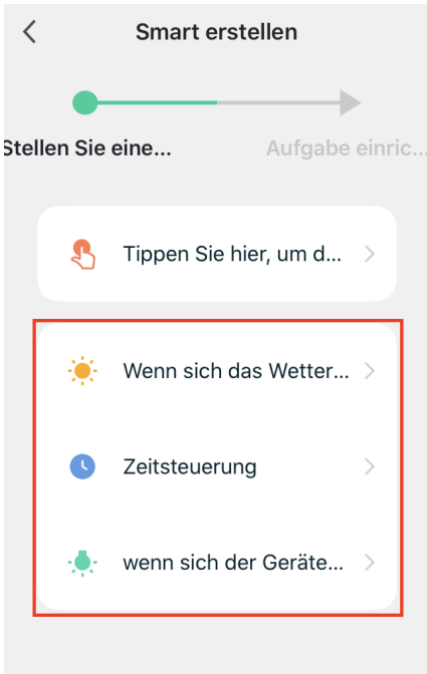 Smart erstellen
Stellen Sie eine... Aufgabe einric...
Tippen Sie hier, um d...
Wenn sich das Wetter...
Zeitsteuerung
wenn sich der Geräte...